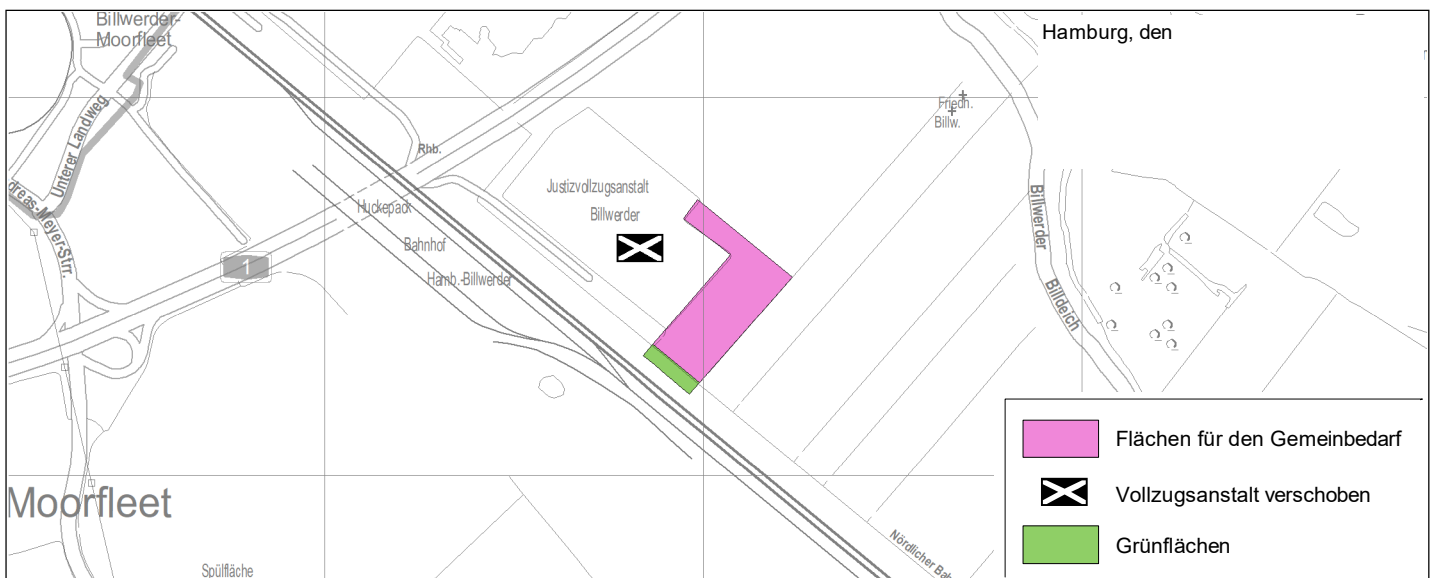 Billwerder-
Moorfleet
Hamburg, den
Unterer Landweg
dreas-Meyer-Strr.
Rhb.
Friedh.
Billw.
Justizvollzugsanstalt
Billwerder
Huckepack
Bahnhof
Hamb.-Billwerder
1
Billwerder
Billdeich
Flächen für den Gemeinbedarf
Vollzugsanstalt verschoben
Grünflächen
Moorfleet
Nördlicher Bah
Spülfläche